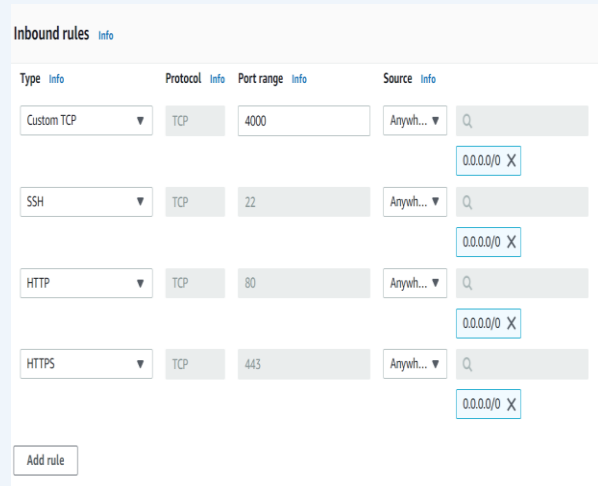 Inbound rules Info
Type Info Protocol Info Port range Info Source Info
Custom TCP TCP 4000 Anywh...
0.0.0.0/0
SSH TCP 22 Anywh...
0.0.0.0/0
HTTP TCP 80 Anywh...
0.0.0.0/0
HTTPS TCP 443 Anywh...
0.0.0.0/0
Add rule